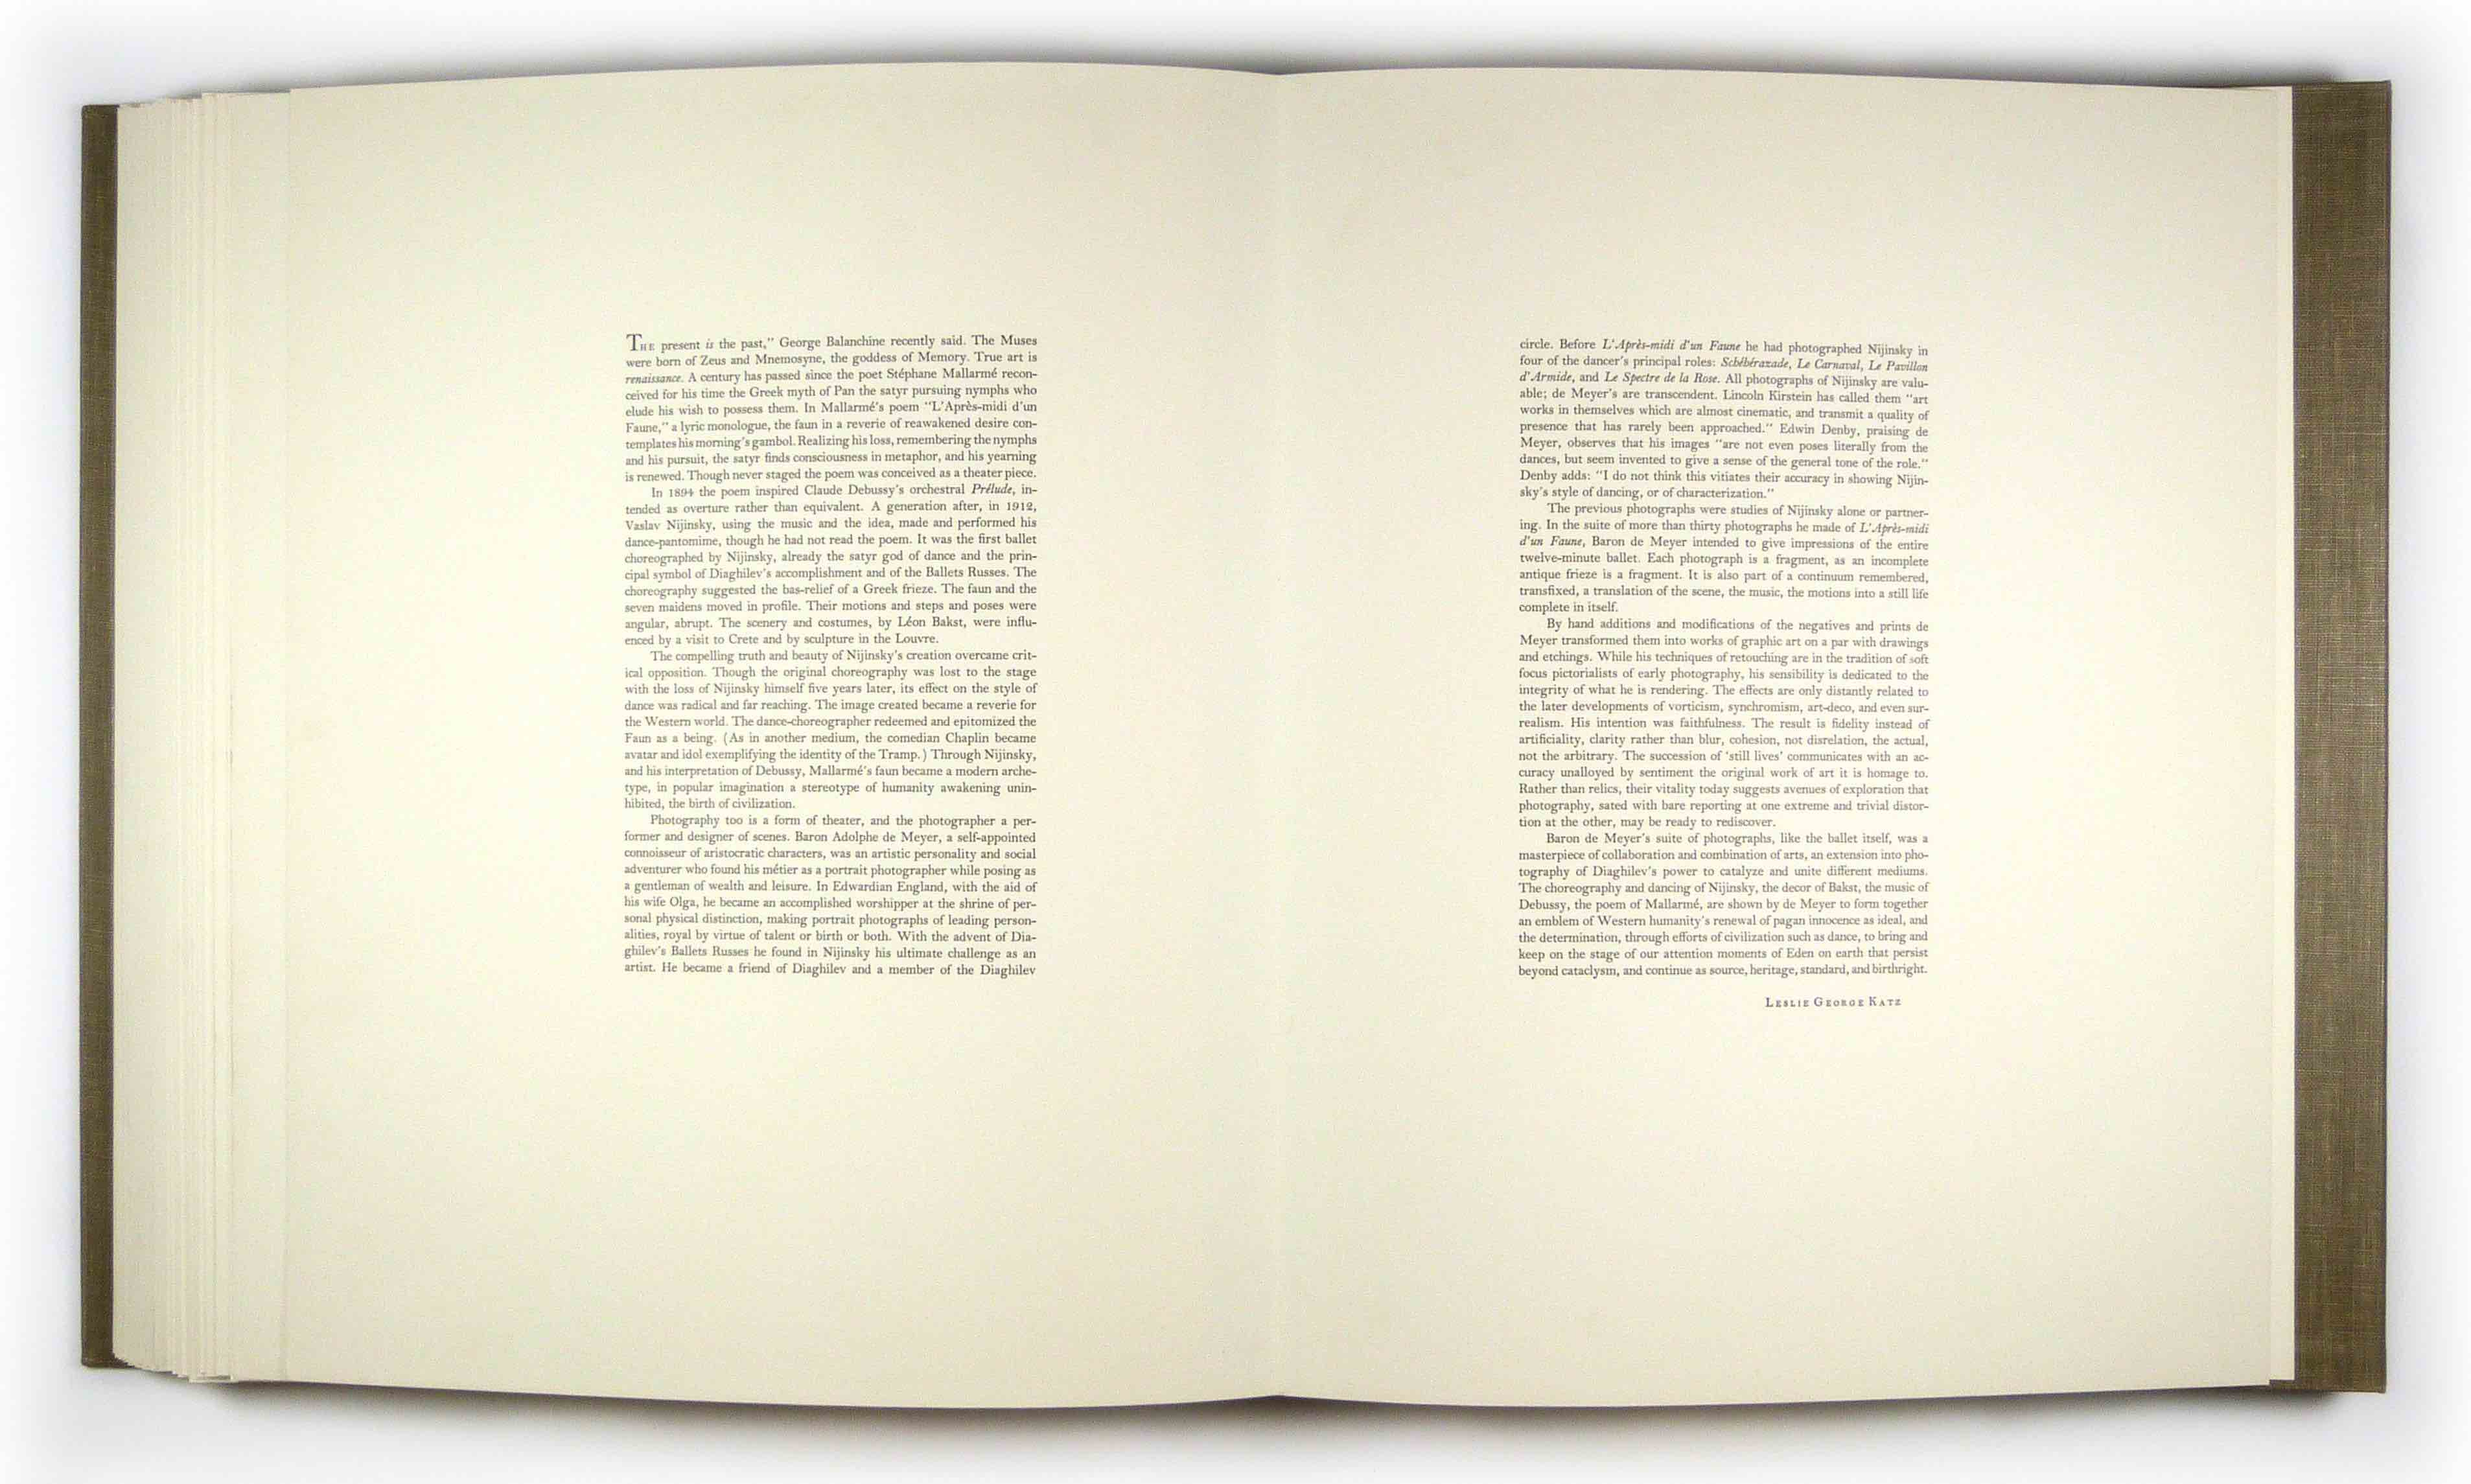 THE present is the past,” George Balanchine recently said. The Muses
were born of Zeus and Mnemosyne, the goddess of Memory. True art is
renaissance. A century has passed since the poet Stéphane Mallarmé recon-
ceived for his time the Greek myth of Pan the satyr pursuing nymphs who
elude his wish to possess them. In Mallarmé's poem “L'Après-midi d'un
Faune,” a lyric monologue, the faun in a reverie of reawakened desire con-
templates his morning's gambol. Realizing his loss, remembering the nymphs
and his pursuit, the satyr finds consciousness in metaphor, and his yearning
is renewed. Though never staged the poem was conceived as a theater piece.
In 1894 the poem inspired Claude Debussy's orchestral Prélude, in-
tended as overture rather than equivalent. A generation after, in 1912,
Vaslav Nijinsky, using the music and the idea, made and performed his
dance-pantomime, though he had not read the poem. It was the first ballet
choreographed by Nijinsky, already the satyr god of dance and the prin-
cipal symbol of Diaghilev's accomplishment and of the Ballets Russes. The
choreography suggested the bas-relief of a Greek frieze. The faun and the
seven maidens moved in profile. Their motions and steps and poses were
angular, abrupt. The scenery and costumes, by Léon Bakst, were influ-
enced by a visit to Crete and by sculpture in the Louvre.
The compelling truth and beauty of Nijinsky's creation overcame crit-
ical opposition. Though the original choreography was lost to the stage
with the loss of Nijinsky himself five years later, its effect on the style of
dance was radical and far reaching. The image created became a reverie for
the Western world. The dance-choreographer redeemed and epitomized the
Faun as a being. (As in another medium, the comedian Chaplin became
avatar and idol exemplifying the identity of the Tramp.) Through Nijinsky,
and his interpretation of Debussy, Mallarmé's faun became a modern arche-
type, in popular imagination a stereotype of humanity awakening unin-
hibited, the birth of civilization.
Photography too is a form of theater, and the photographer a per-
former and designer of scenes. Baron Adolphe de Meyer, a self-appointed
connoisseur of aristocratic characters, was an artistic personality and social
adventurer who found his métier as a portrait photographer while posing as
a gentleman of wealth and leisure. In Edwardian England, with the aid of
his wife Olga, he became an accomplished worshipper at the shrine of per-
sonal physical distinction, making portrait photographs of leading person-
alities, royal by virtue of talent or birth or both. With the advent of Dia-
ghilev's Ballets Russes he found in Nijinsky his ultimate challenge as an
artist. He became a friend of Diaghilev and a member of the Diaghilev
circle. Before L'Après-midi d'un Faune he had photographed Nijinsky in
four of the dancer's principal roles: Schéhérazade, Le Carnaval, Le Pavillon
d'Armide, and Le Spectre de la Rose. All photographs of Nijinsky are valu-
able; de Meyer's are transcendent. Lincoln Kirstein has called them “art
works in themselves which are almost cinematic, and transmit a quality of
presence that has rarely been approached.” Edwin Denby, praising de
Meyer, observes that his images “are not even poses literally from the
dances, but seem invented to give a sense of the general tone of the role.”
Denby adds: “I do not think this vitiates their accuracy in showing Nijin-
sky's style of dancing, or of characterization.”
The previous photographs were studies of Nijinsky alone or partner-
ing. In the suite of more than thirty photographs he made of L'Après-midi
d'un Faune, Baron de Meyer intended to give impressions of the entire
twelve-minute ballet. Each photograph is a fragment, as an incomplete
antique frieze is a fragment. It is also part of a continuum remembered,
transfixed, a translation of the scene, the music, the motions into a still life
complete in itself.
By hand additions and modifications of the negatives and prints de
Meyer transformed them into works of graphic art on a par with drawings
and etchings. While his techniques of retouching are in the tradition of soft
focus pictorialists of early photography, his sensibility is dedicated to the
integrity of what he is rendering. The effects are only distantly related to
the later developments of vorticism, synchromism, art-deco, and even sur-
realism. His intention was faithfulness. The result is fidelity instead of
artificiality, clarity rather than blur, cohesion, not disrelation, the actual,
not the arbitrary. The succession of ‘still lives’ communicates with an ac-
curacy unalloyed by sentiment the original work of art it is homage to.
Rather than relics, their vitality today suggests avenues of exploration that
photography, sated with bare reporting at one extreme and trivial distor-
tion at the other, may be ready to rediscover.
Baron de Meyer's suite of photographs, like the ballet itself, was a
masterpiece of collaboration and combination of arts, an extension into pho-
tography of Diaghilev's power to catalyze and unite different mediums.
The choreography and dancing of Nijinsky, the decor of Bakst, the music of
Debussy, the poem of Mallarmé, are shown by de Meyer to form together
an emblem of Western humanity's renewal of pagan innocence as ideal, and
the determination, through efforts of civilization such as dance, to bring and
keep on the stage of our attention moments of Eden on earth that persist
beyond cataclysm, and continue as source, heritage, standard, and birthright.
LESLIE GEORGE KATZ